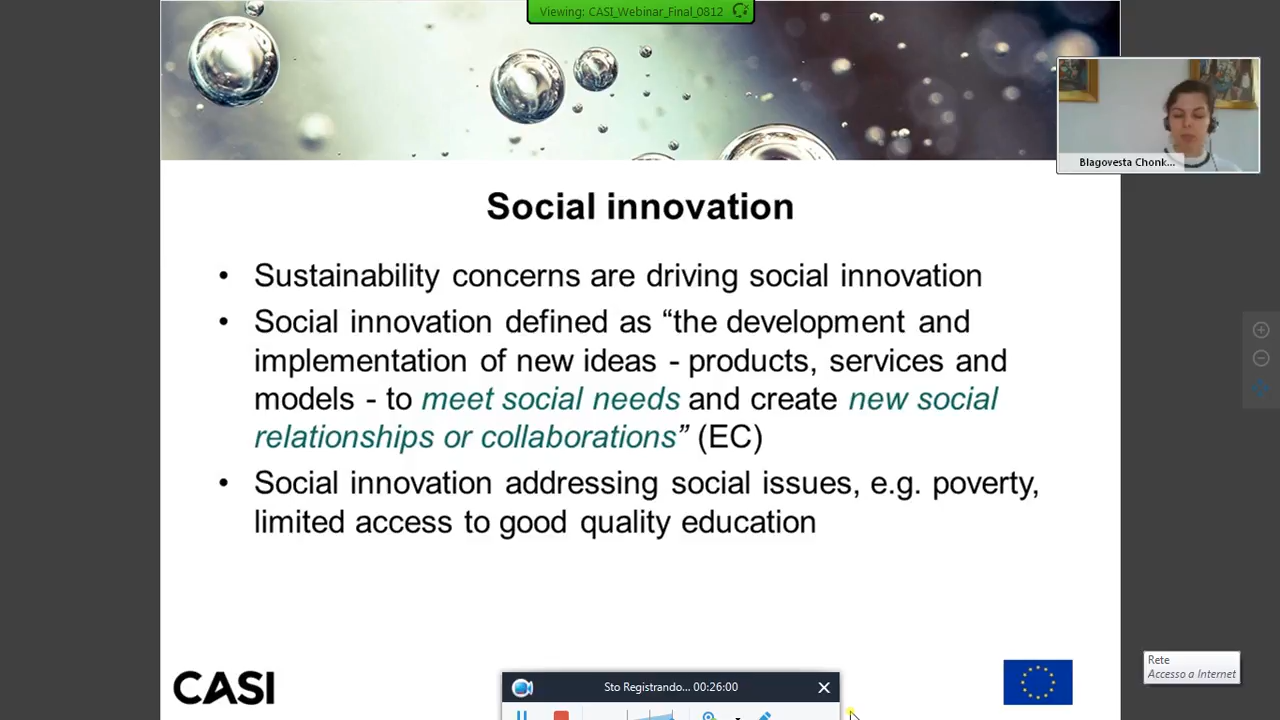 Viewing: CASI_Webinar_Final_0812
Blagovesta Chonk...
Social innovation
• Sustainability concerns are driving social innovation
• Social innovation defined as “the development and
implementation of new ideas - products, services and
models - to meet social needs and create new social
relationships or collaborations” (EC)
• Social innovation addressing social issues, e.g. poverty,
limited access to good quality education
CASI
Rete
Accesso a Internet
Sto Registrando... 00:26:00